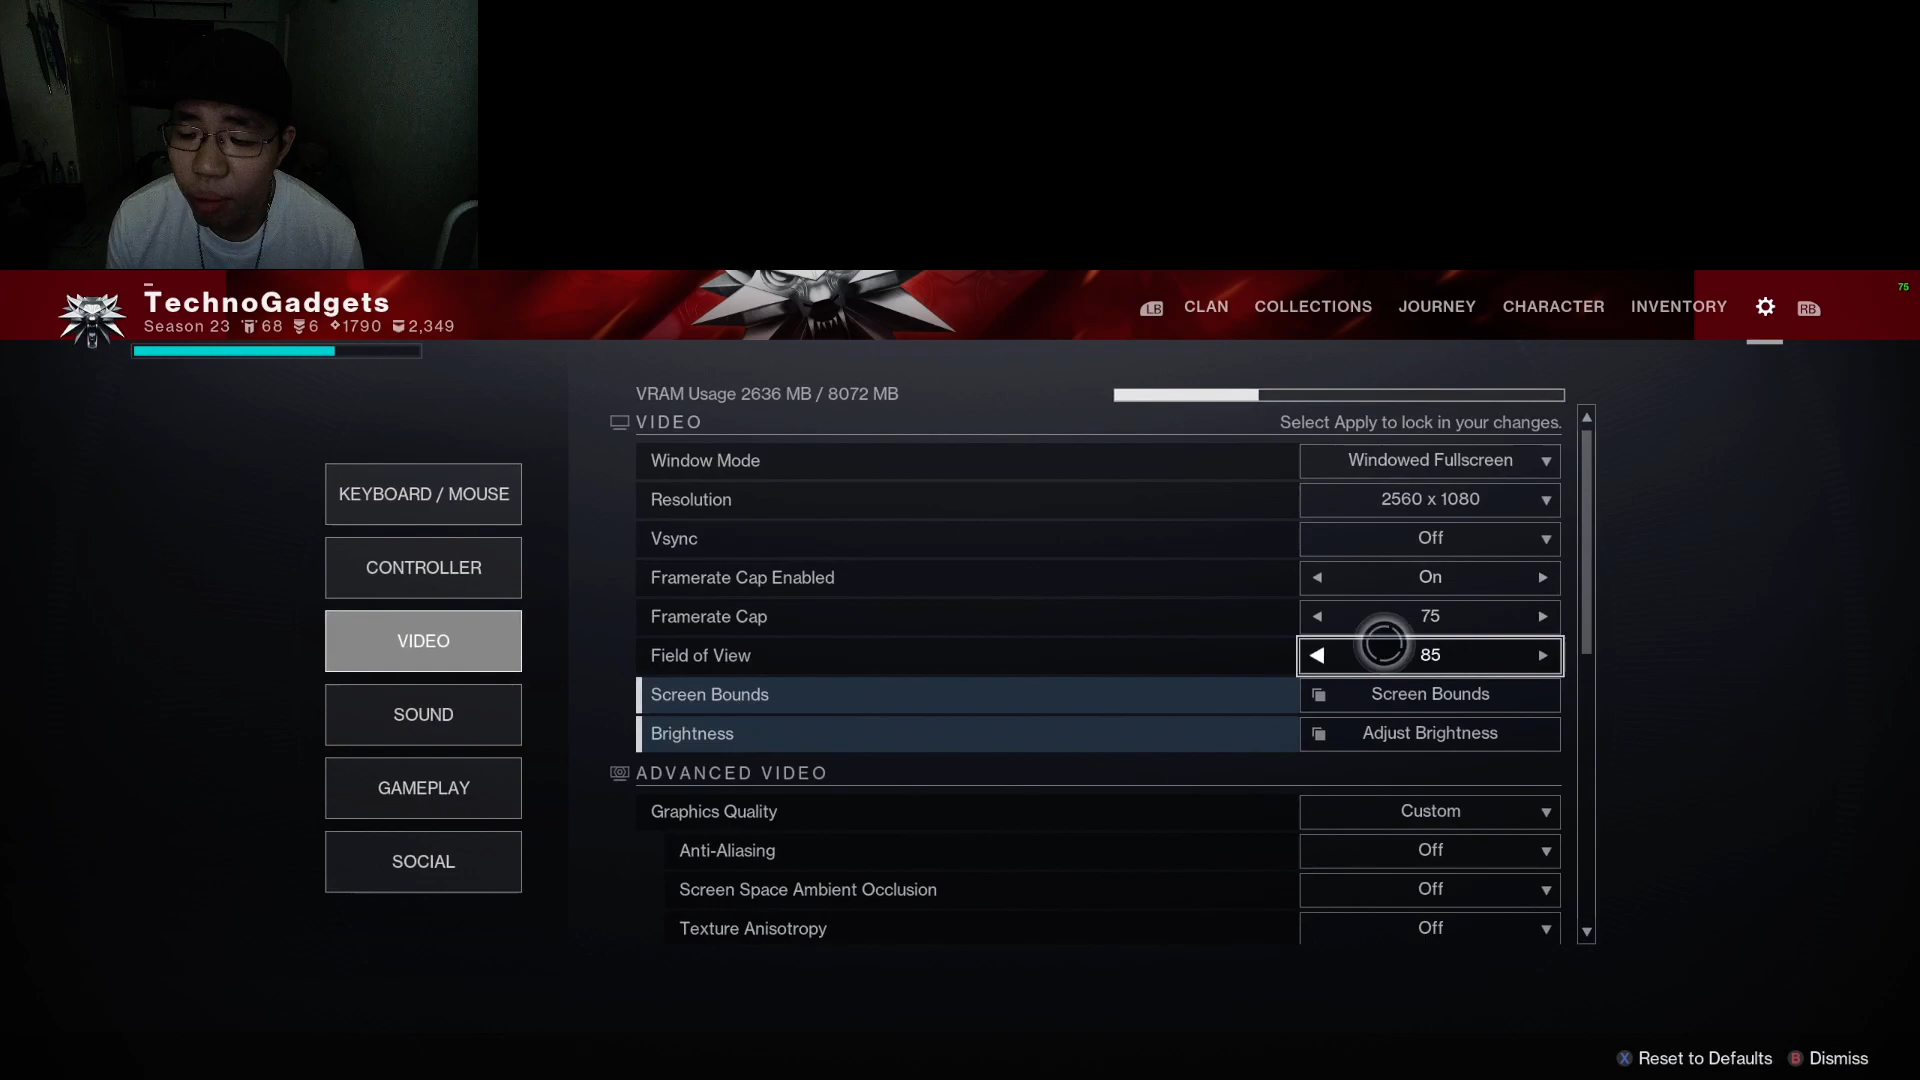 TechnoGadgets
Season 23 68 6 1790 2,349
LB CLAN COLLECTIONS JOURNEY CHARACTER INVENTORY RB
75
VRAM Usage 2636 MB / 8072 MB
VIDEO Select Apply to lock in your changes.
Window Mode Windowed Fullscreen
Resolution 2560 x 1080
Vsync Off
Framerate Cap Enabled On
Framerate Cap 75
Field of View 85
Screen Bounds Screen Bounds
Brightness Adjust Brightness
ADVANCED VIDEO
Graphics Quality Custom
Anti-Aliasing Off
Screen Space Ambient Occlusion Off
Texture Anisotropy Off
KEYBOARD / MOUSE
CONTROLLER
VIDEO
SOUND
GAMEPLAY
SOCIAL
X Reset to Defaults B Dismiss